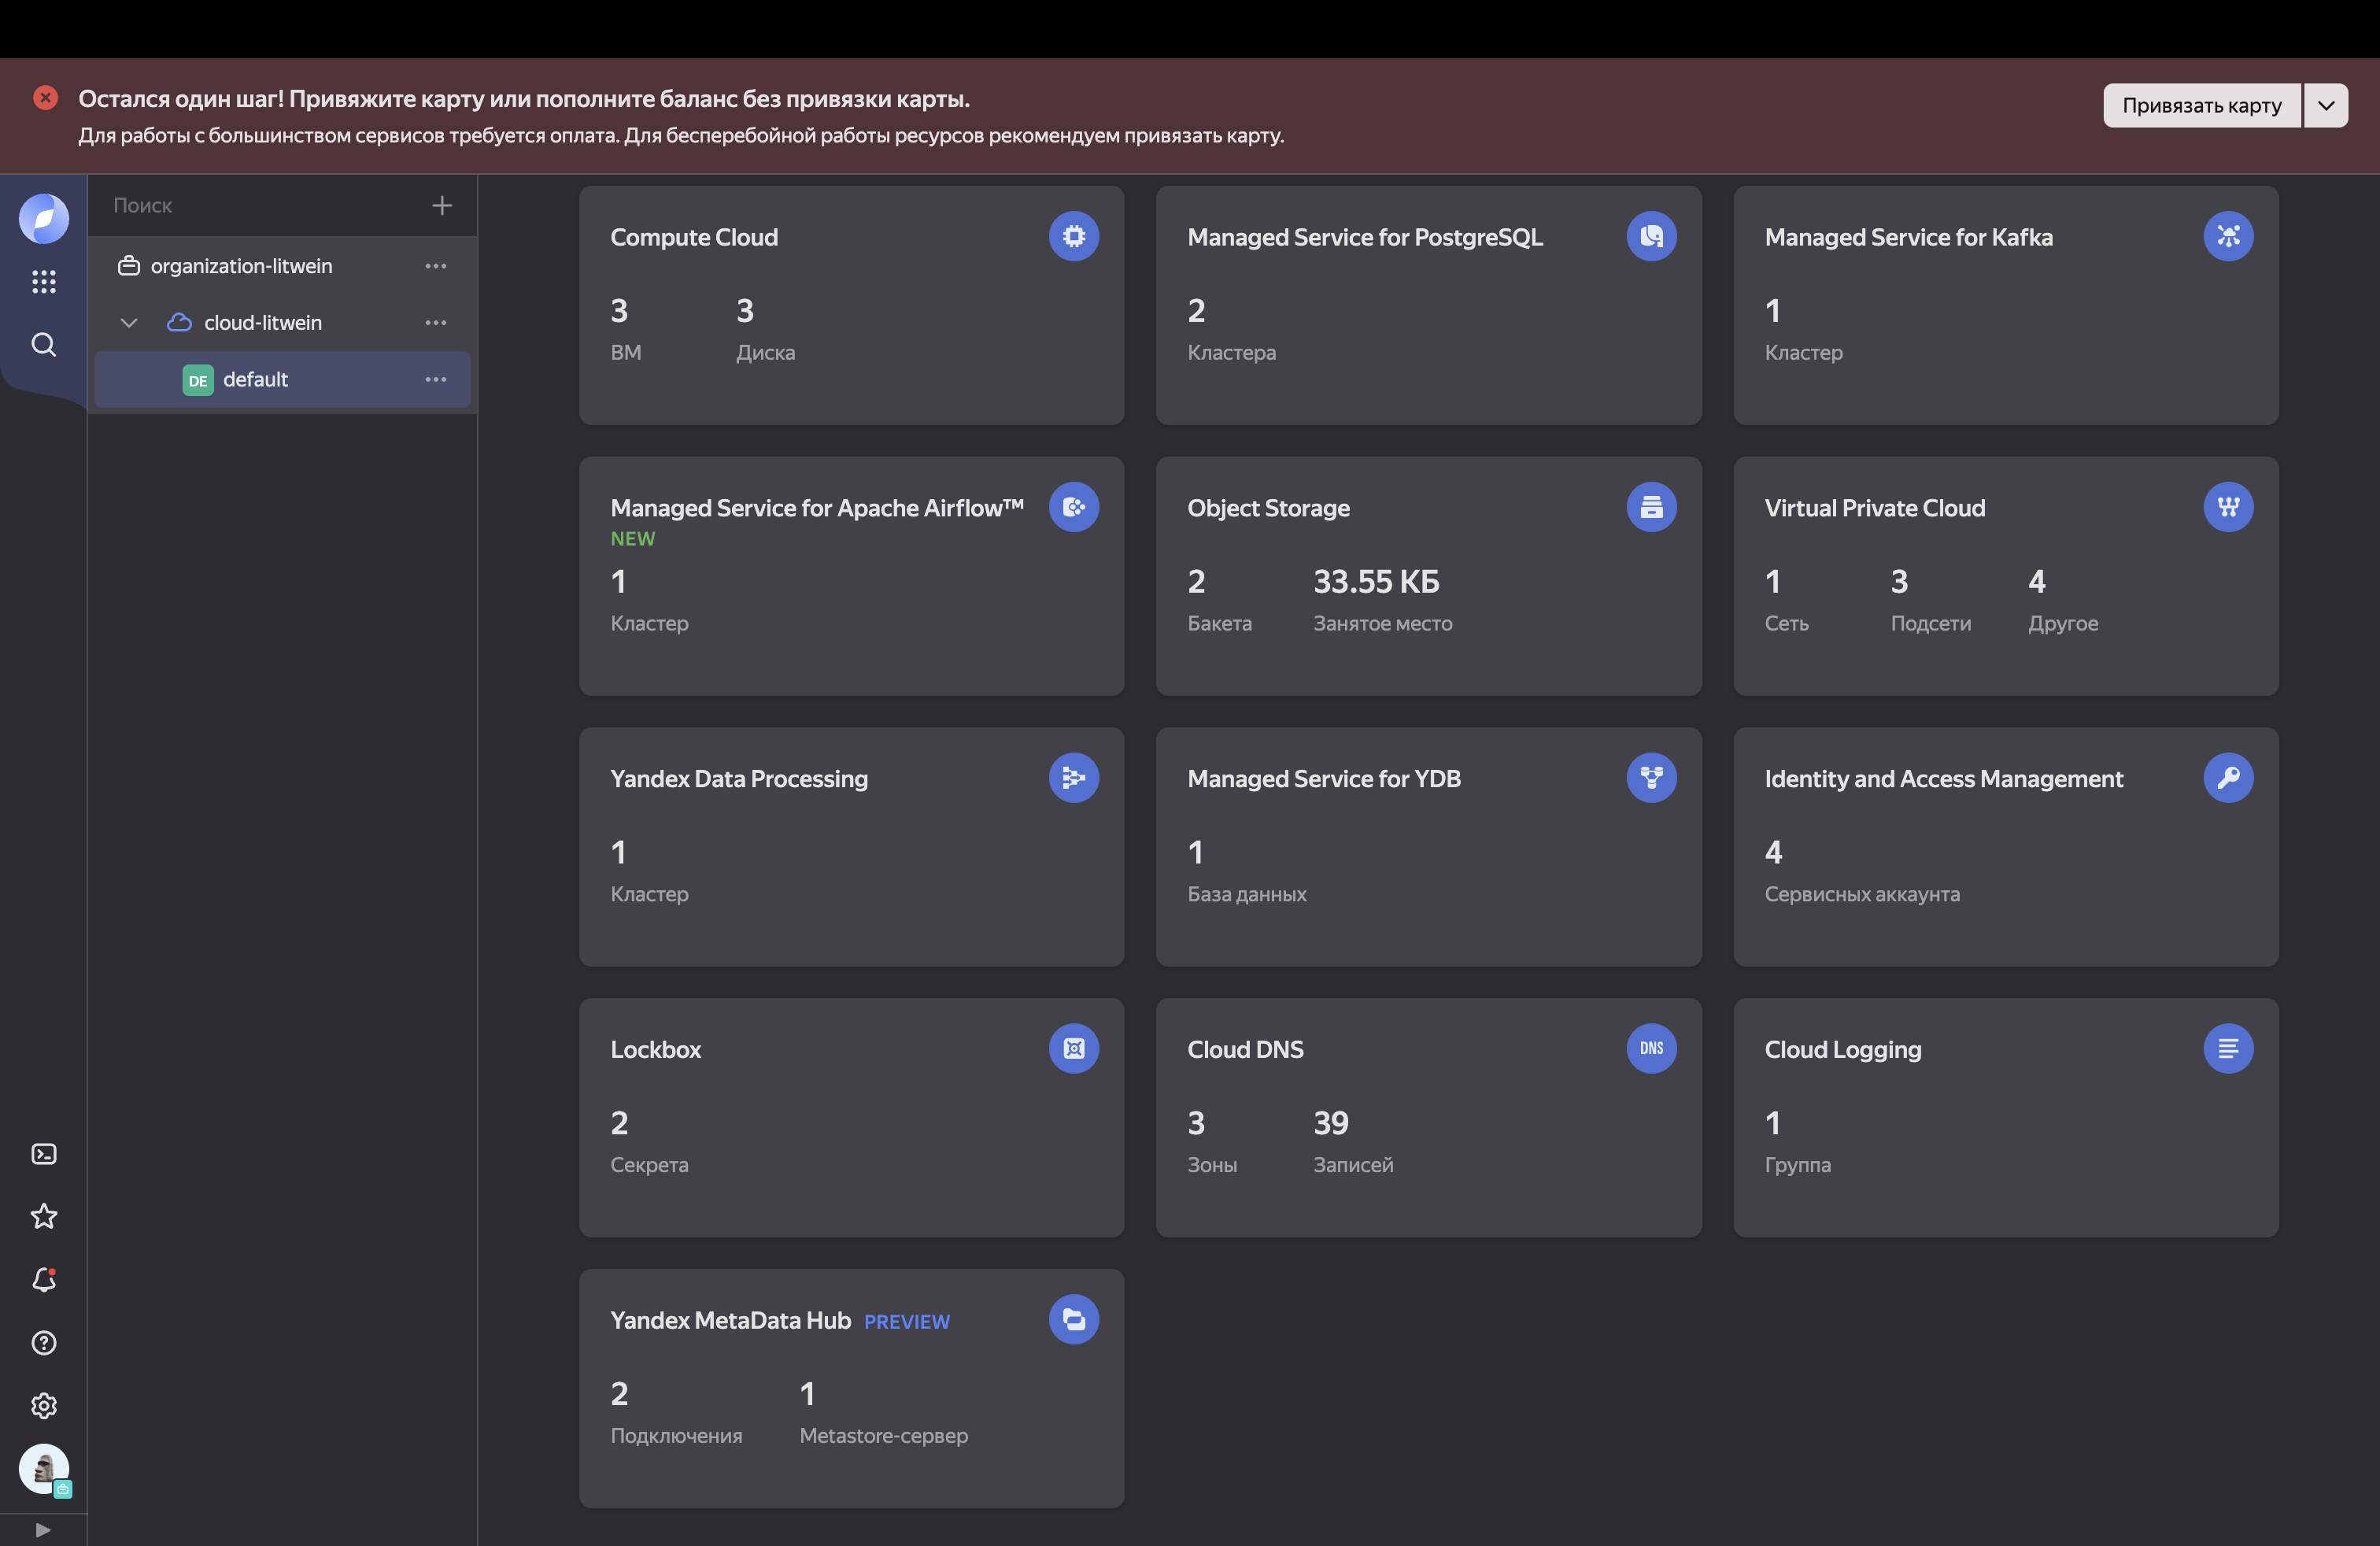 Остался один шаг! Привяжите карту или пополните баланс без привязки карты.
Для работы с большинством сервисов требуется оплата. Для бесперебойной работы ресурсов рекомендуем привязать карту.
Привязать карту
Поиск
organization-litwein
cloud-litwein
DE default
Compute Cloud
3 3
ВМ Диска
Managed Service for PostgreSQL
2
Кластера
Managed Service for Kafka
1
Кластер
Managed Service for Apache Airflow™
NEW
1
Кластер
Object Storage
2 33.55 КБ
Бакета Занятое место
Virtual Private Cloud
1 3 4
Сеть Подсети Другое
Yandex Data Processing
1
Кластер
Managed Service for YDB
1
База данных
Identity and Access Management
4
Сервисных аккаунта
Lockbox
2
Секрета
Cloud DNS
DNS
3 39
Зоны Записей
Cloud Logging
1
Группа
Yandex MetaData Hub PREVIEW
2 1
Подключения Metastore-сервер